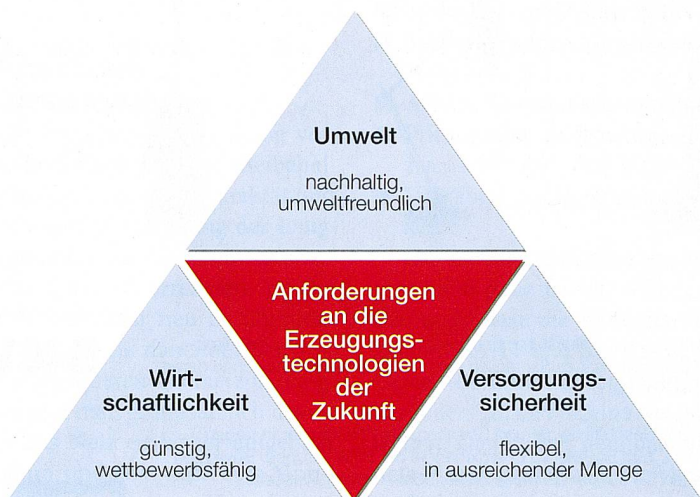 Umwelt
nachhaltig,
umweltfreundlich
Anforderungen
an die
Erzeugungs-
technologien
der
Zukunft
Wirt-
schaftlichkeit
günstig,
wettbewerbsfähig
Versorgungs-
sicherheit
flexibel,
in ausreichender Menge